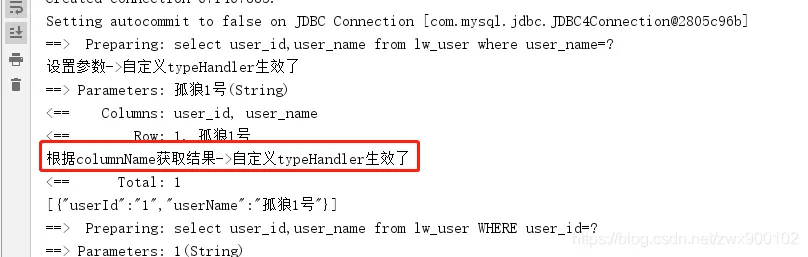 Setting autocommit to false on JDBC Connection [com.mysql.jdbc.JDBC4Connection@2805c96b]
==>  Preparing: select user_id,user_name from lw_user where user_name=?
设置参数->自定义typeHandler生效了
==> Parameters: 孤狼1号(String)
<==    Columns: user_id, user_name
<==        Row: 1, 孤狼1号
根据columnName获取结果->自定义typeHandler生效了
<==      Total: 1
[{"userId":"1","userName":"孤狼1号"}]
==>  Preparing: select user_id,user_name from lw_user WHERE user_id=?
==> Parameters: 1(String)
https://blog.csdn.net/zwx900102